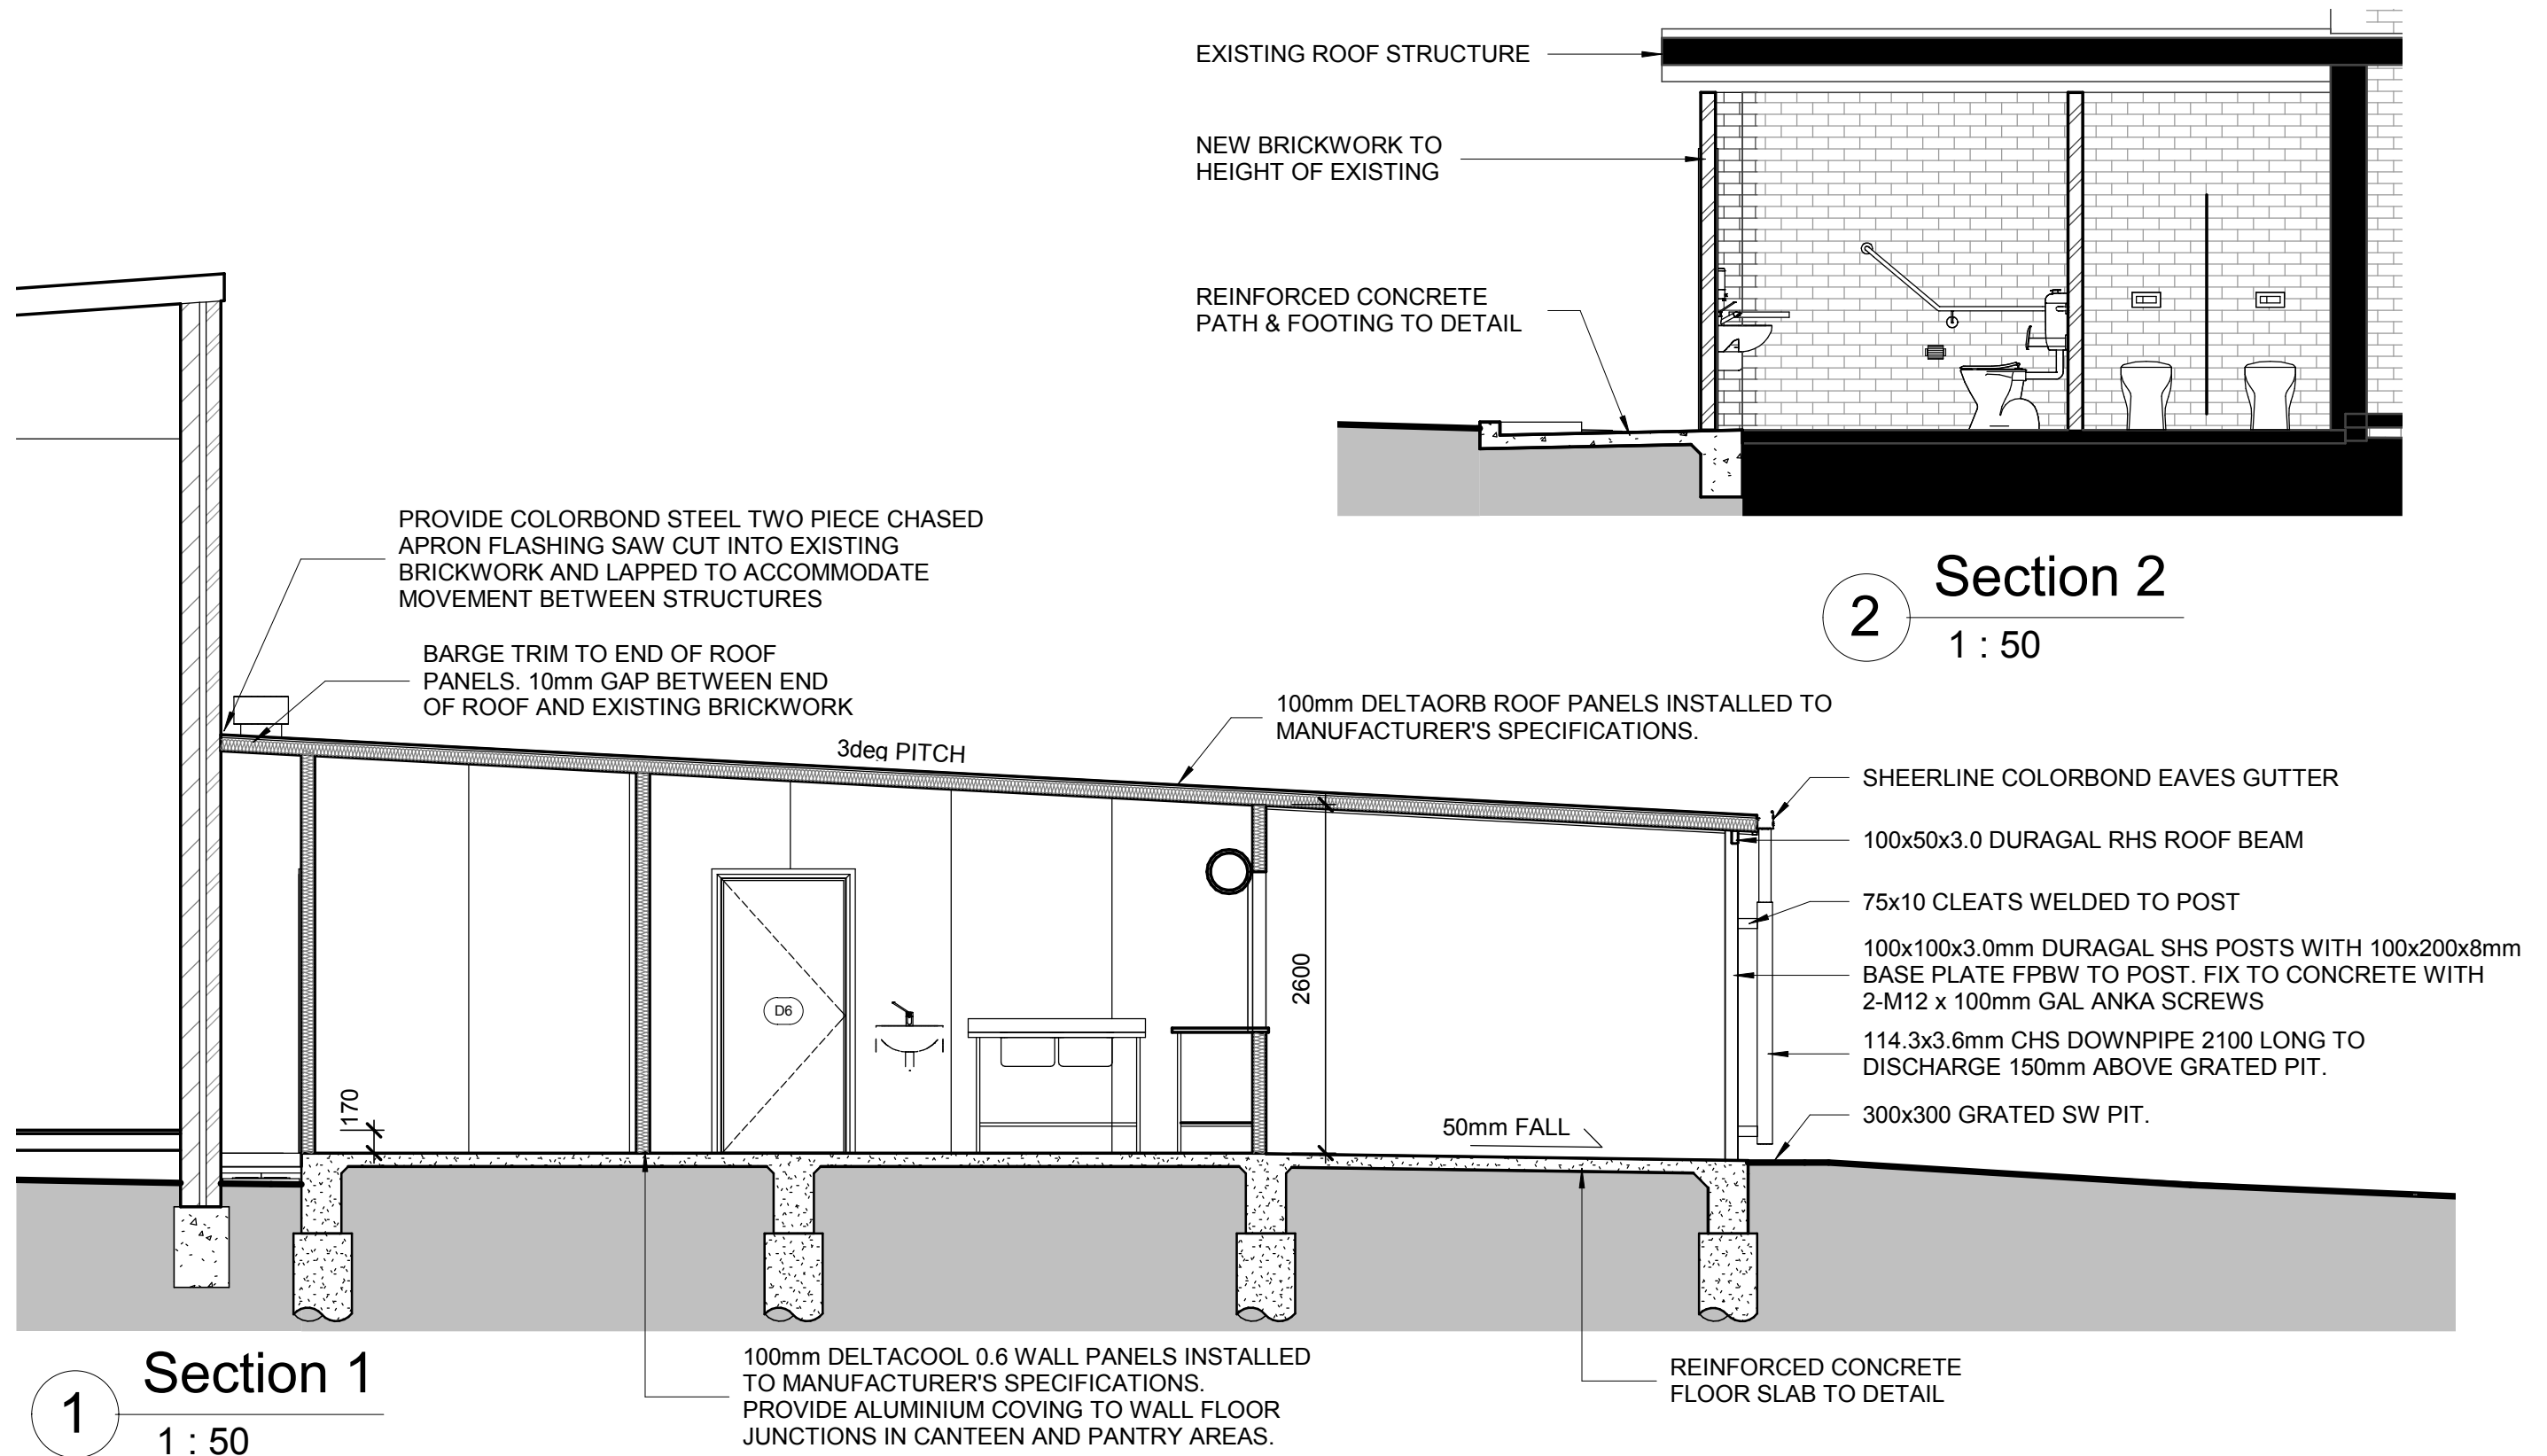 EXISTING ROOF STRUCTURE
NEW BRICKWORK TO
HEIGHT OF EXISTING
REINFORCED CONCRETE
PATH & FOOTING TO DETAIL
2
Section 2
1 : 50
PROVIDE COLORBOND STEEL TWO PIECE CHASED
APRON FLASHING SAW CUT INTO EXISTING
BRICKWORK AND LAPPED TO ACCOMMODATE
MOVEMENT BETWEEN STRUCTURES
BARGE TRIM TO END OF ROOF
PANELS. 10mm GAP BETWEEN END
OF ROOF AND EXISTING BRICKWORK
3deg PITCH
100mm DELTAORB ROOF PANELS INSTALLED TO
MANUFACTURER'S SPECIFICATIONS.
SHEERLINE COLORBOND EAVES GUTTER
100x50x3.0 DURAGAL RHS ROOF BEAM
75x10 CLEATS WELDED TO POST
100x100x3.0mm DURAGAL SHS POSTS WITH 100x200x8mm
BASE PLATE FPBW TO POST. FIX TO CONCRETE WITH
2-M12 x 100mm GAL ANKA SCREWS
114.3x3.6mm CHS DOWNPIPE 2100 LONG TO
DISCHARGE 150mm ABOVE GRATED PIT.
300x300 GRATED SW PIT.
2600
D6
170
50mm FALL
100mm DELTACOOL 0.6 WALL PANELS INSTALLED
TO MANUFACTURER'S SPECIFICATIONS.
PROVIDE ALUMINIUM COVING TO WALL FLOOR
JUNCTIONS IN CANTEEN AND PANTRY AREAS.
REINFORCED CONCRETE
FLOOR SLAB TO DETAIL
1
Section 1
1 : 50